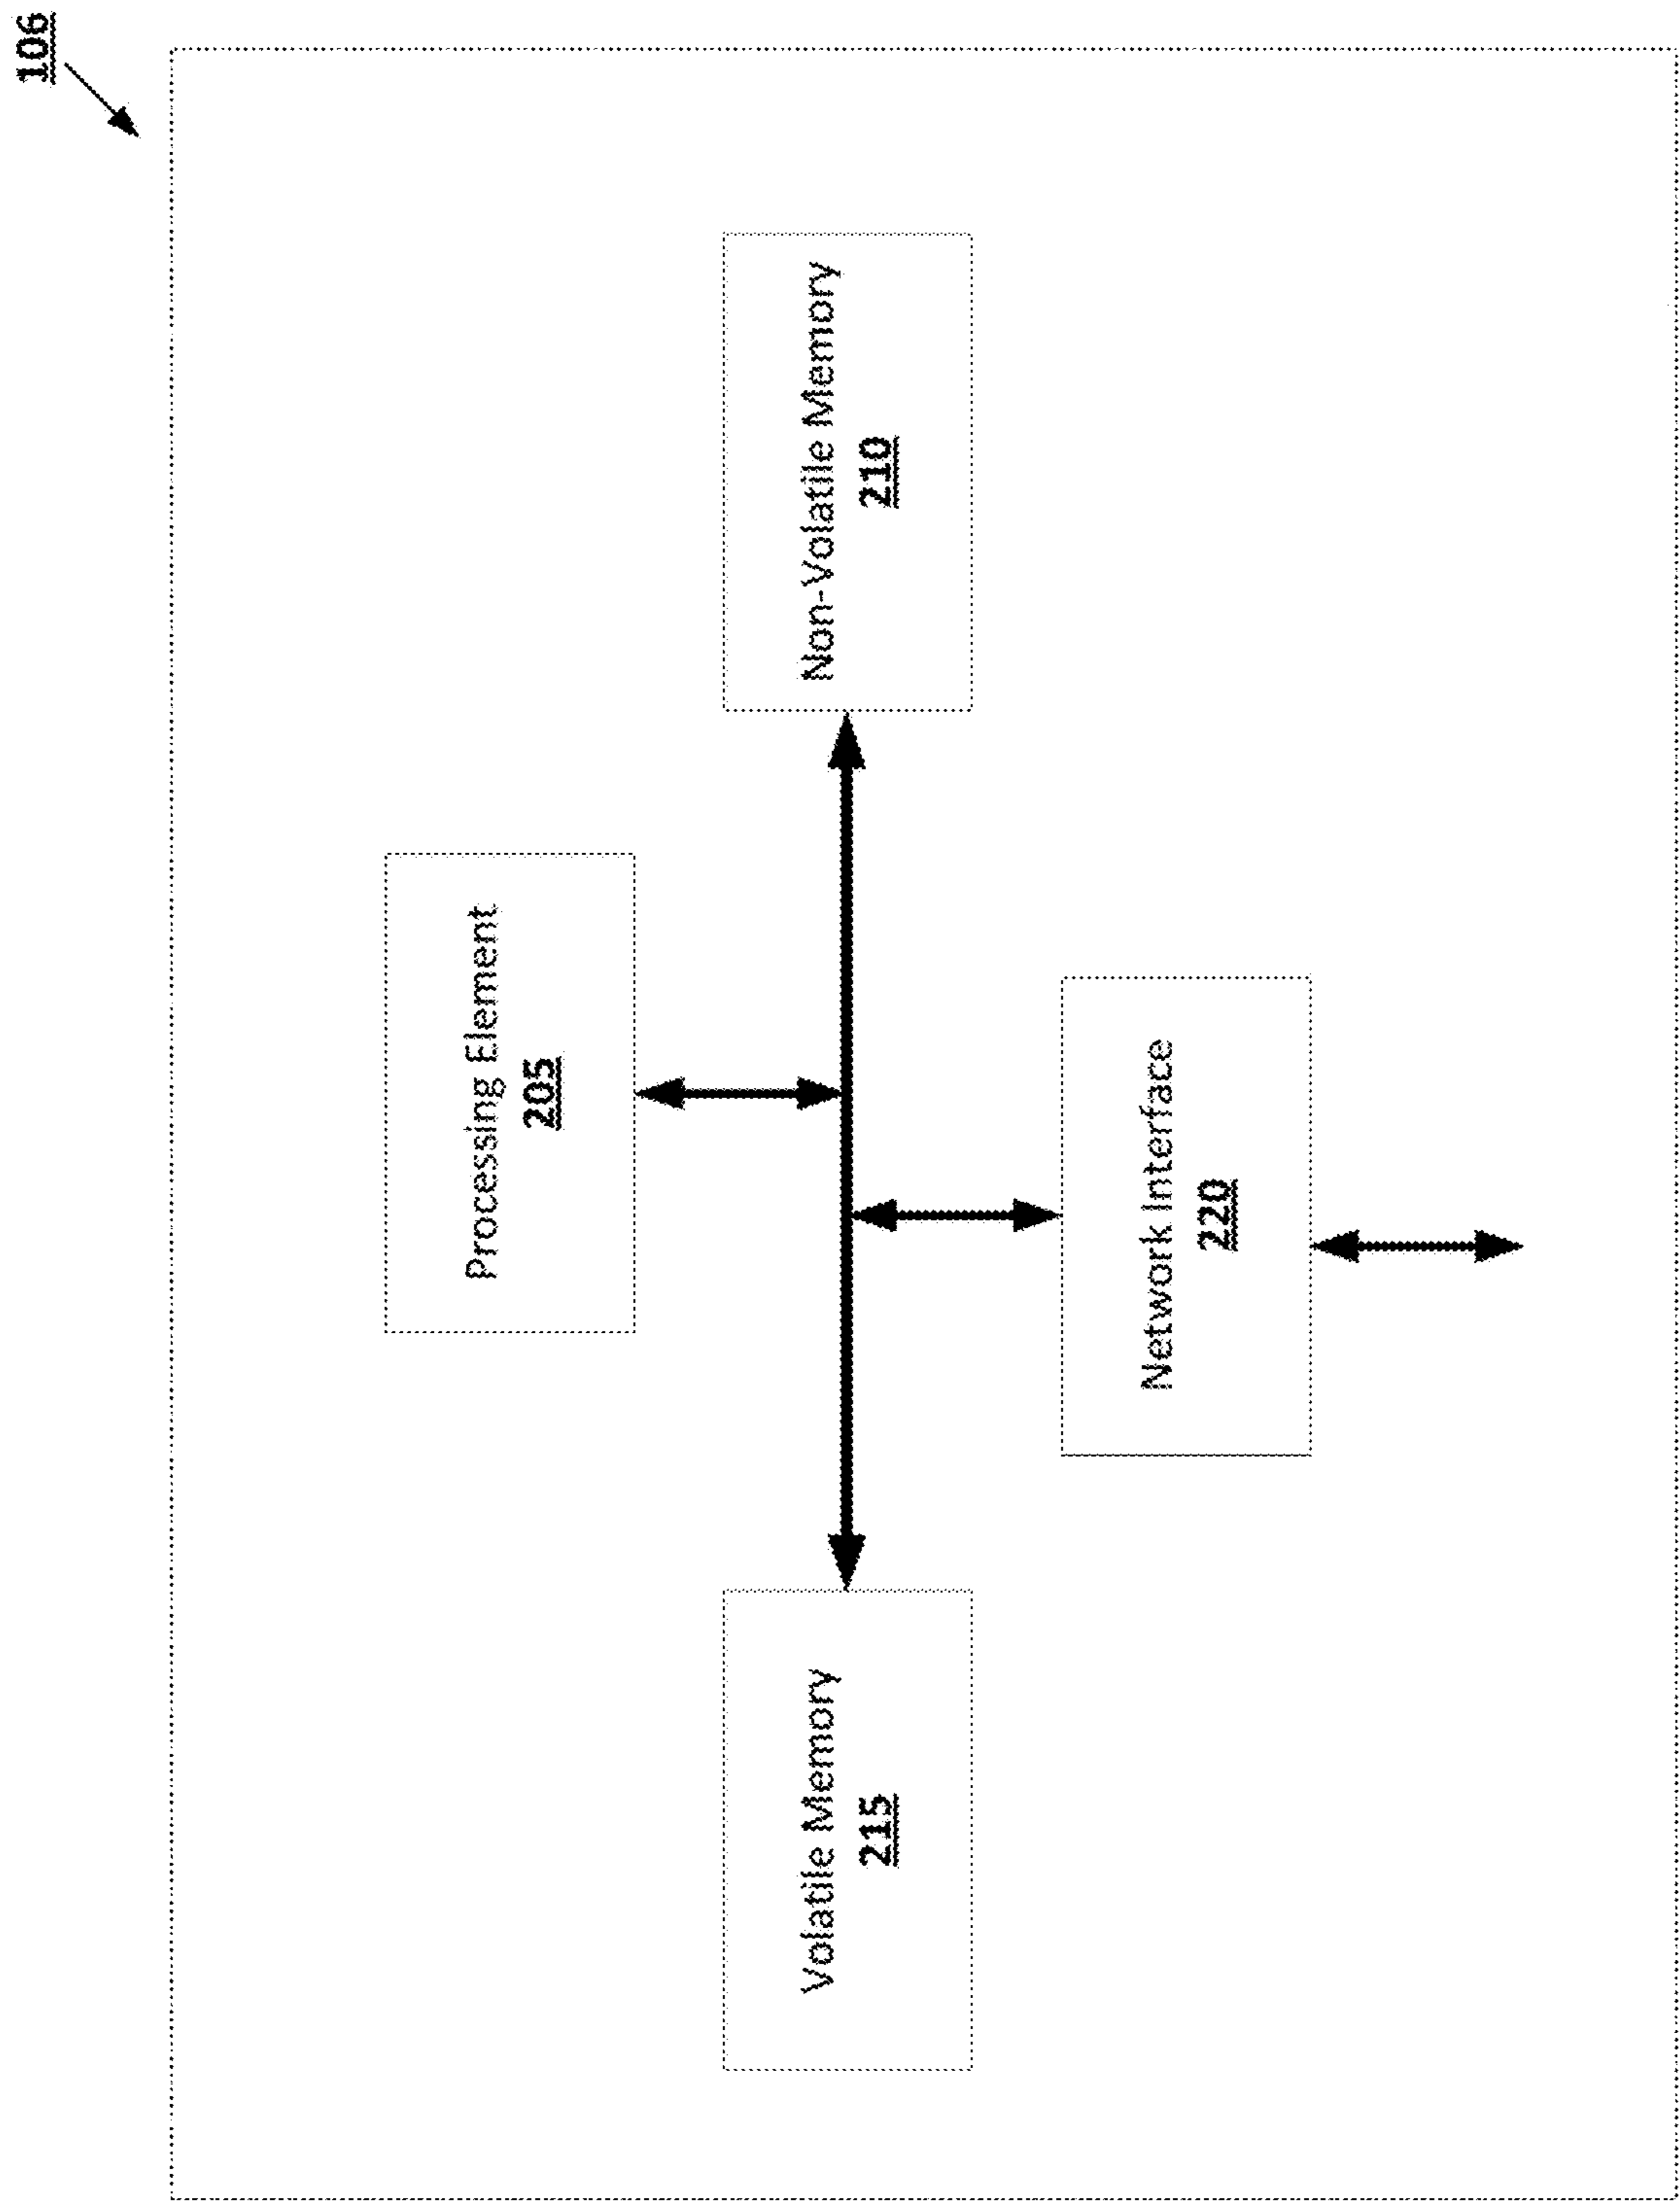 106
Processing Element
205
Volatile Memory
215
Non-Volatile Memory
210
Network Interface
220